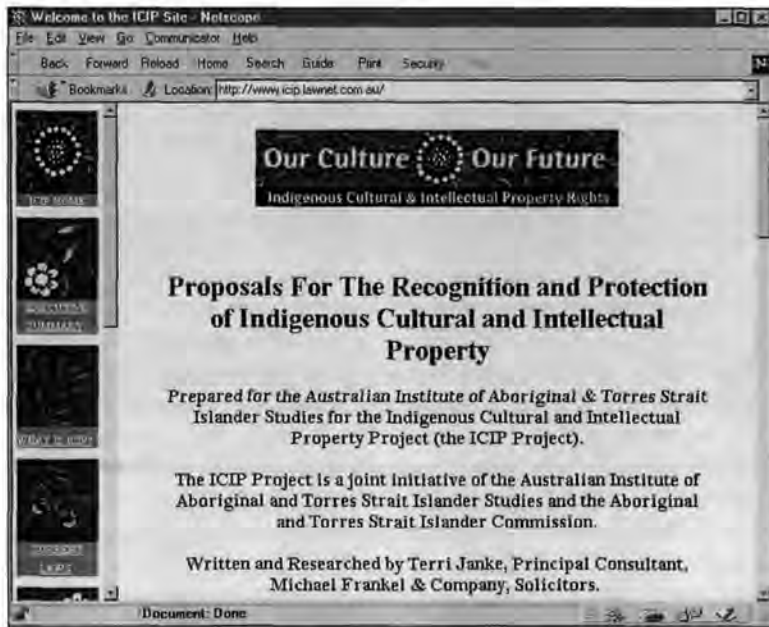 Welcome to the ICIP Site - Netscape
File Edit View Go Communicator Help
Back Forward Reload Home Search Guide Print Security
N
Bookmarks Location: http://www.icip.lawnet.com.au/
Our Culture Our Future
Indigenous Cultural & Intellectual Property Rights
ICIP HOME
Proposals For The Recognition and Protection
of Indigenous Cultural and Intellectual
Property
Prepared for the Australian Institute of Aboriginal & Torres Strait
Islander Studies for the Indigenous Cultural and Intellectual
Property Project (the ICIP Project).
The ICIP Project is a joint initiative of the Australian Institute of
Aboriginal and Torres Strait Islander Studies and the Aboriginal
and Torres Strait Islander Commission.
Written and Researched by Terri Janke, Principal Consultant,
Michael Frankel & Company, Solicitors.
Document: Done